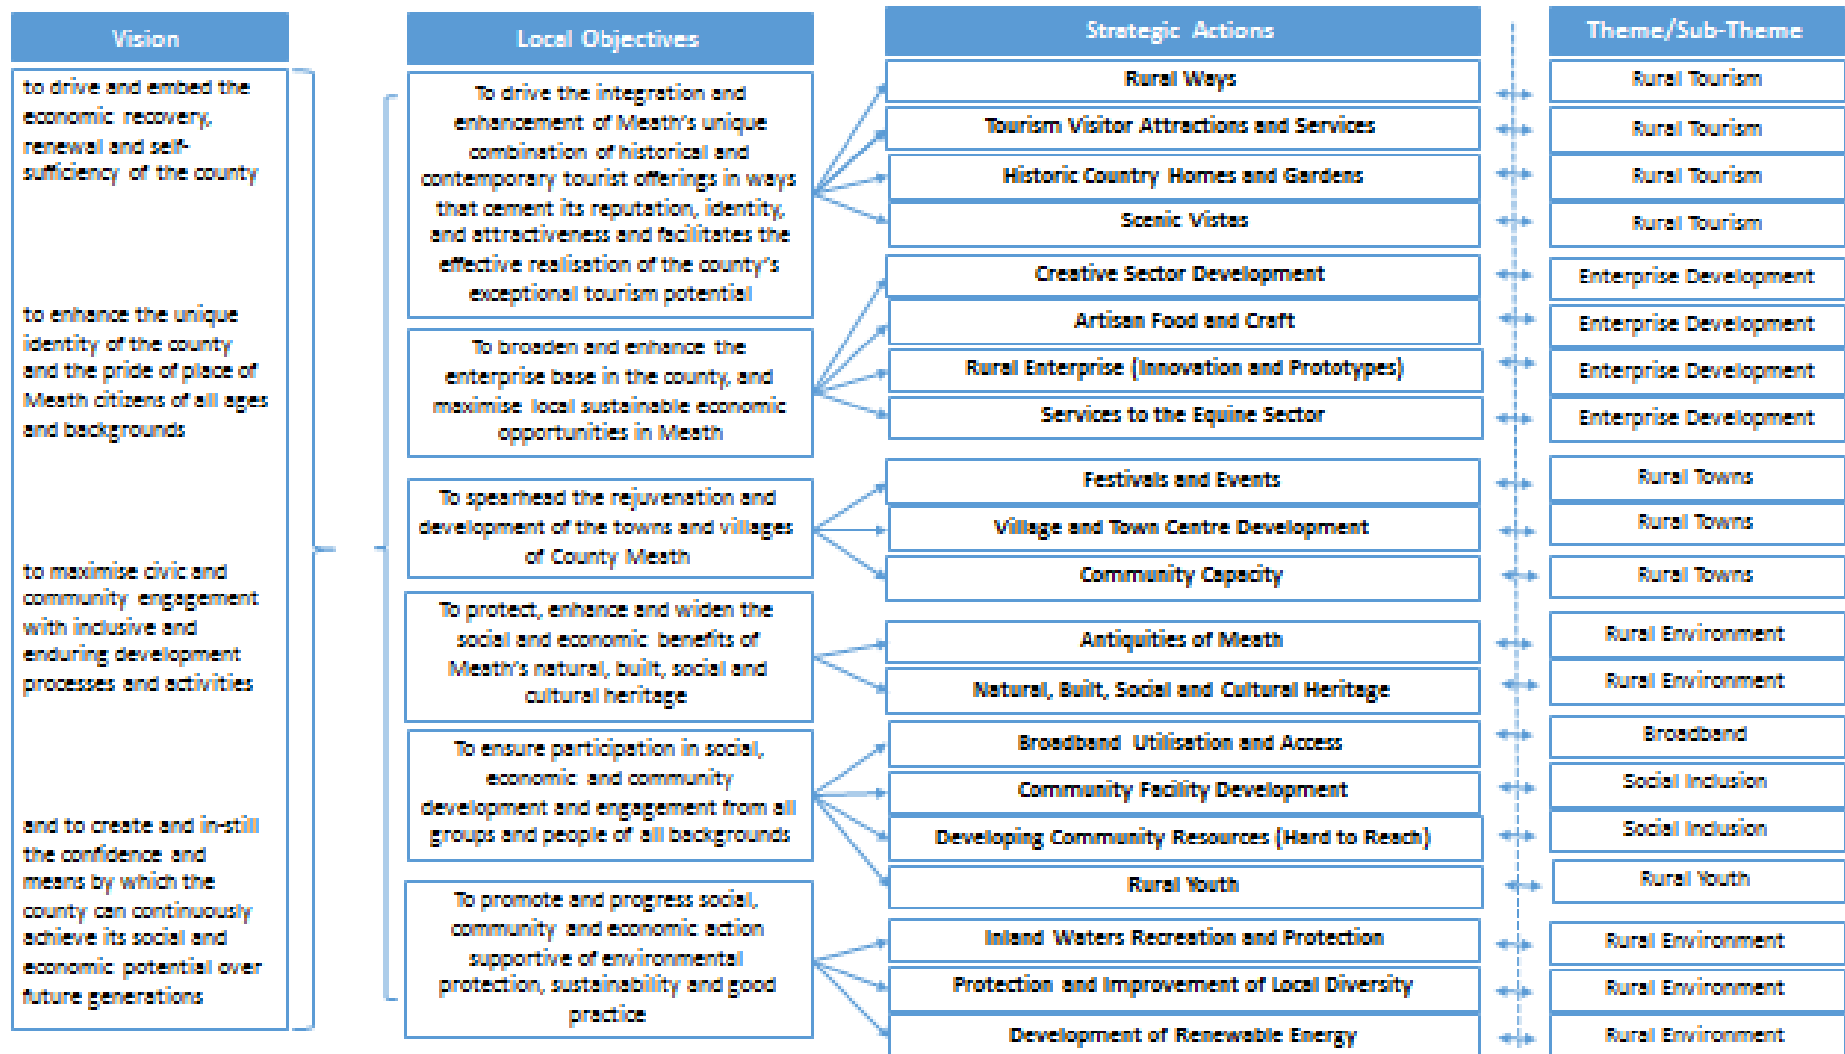 Vision
to drive and embed the
economic recovery,
renewal and self-
sufficiency of the county
to enhance the unique
identity of the county
and the pride of place of
Meath citizens of all ages
and backgrounds
to maximise civic and
community engagement
with inclusive and
enduring development
processes and activities
and to create and in-still
the confidence and
means by which the
county can continuously
achieve its social and
economic potential over
future generations
Local Objectives
To drive the integration and
enhancement of Meath's unique
combination of historical and
contemporary tourist offerings in ways
that cement its reputation, identity,
and attractiveness and facilitates the
effective realisation of the county's
exceptional tourism potential
To broaden and enhance the
enterprise base in the county, and
maximise local sustainable economic
opportunities in Meath
To spearhead the rejuvenation and
development of the towns and villages
of County Meath
To protect, enhance and widen the
social and economic benefits of
Meath's natural, built, social and
cultural heritage
To ensure participation in social,
economic and community
development and engagement from all
groups and people of all backgrounds
To promote and progress social,
community and economic action
supportive of environmental
protection, sustainability and good
practice
Strategic Actions
Rural Ways
Tourism Visitor Attractions and Services
Historic Country Homes and Gardens
Scenic Vistas
Creative Sector Development
Artisan Food and Craft
Rural Enterprise (Innovation and Prototypes)
Services to the Equine Sector
Festivals and Events
Village and Town Centre Development
Community Capacity
Antiquities of Meath
Natural, Built, Social and Cultural Heritage
Broadband Utilisation and Access
Community Facility Development
Developing Community Resources (Hard to Reach)
Rural Youth
Inland Waters Recreation and Protection
Protection and Improvement of Local Diversity
Development of Renewable Energy
Theme/Sub-Theme
Rural Tourism
Rural Tourism
Rural Tourism
Rural Tourism
Enterprise Development
Enterprise Development
Enterprise Development
Enterprise Development
Rural Towns
Rural Towns
Rural Towns
Rural Environment
Rural Environment
Broadband
Social Inclusion
Social Inclusion
Rural Youth
Rural Environment
Rural Environment
Rural Environment